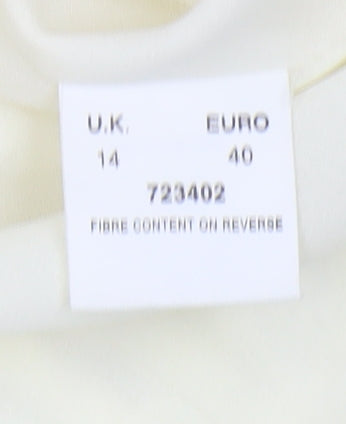 U.K. EURO
14 40
723402
FIBRE CONTENT ON REVERSE